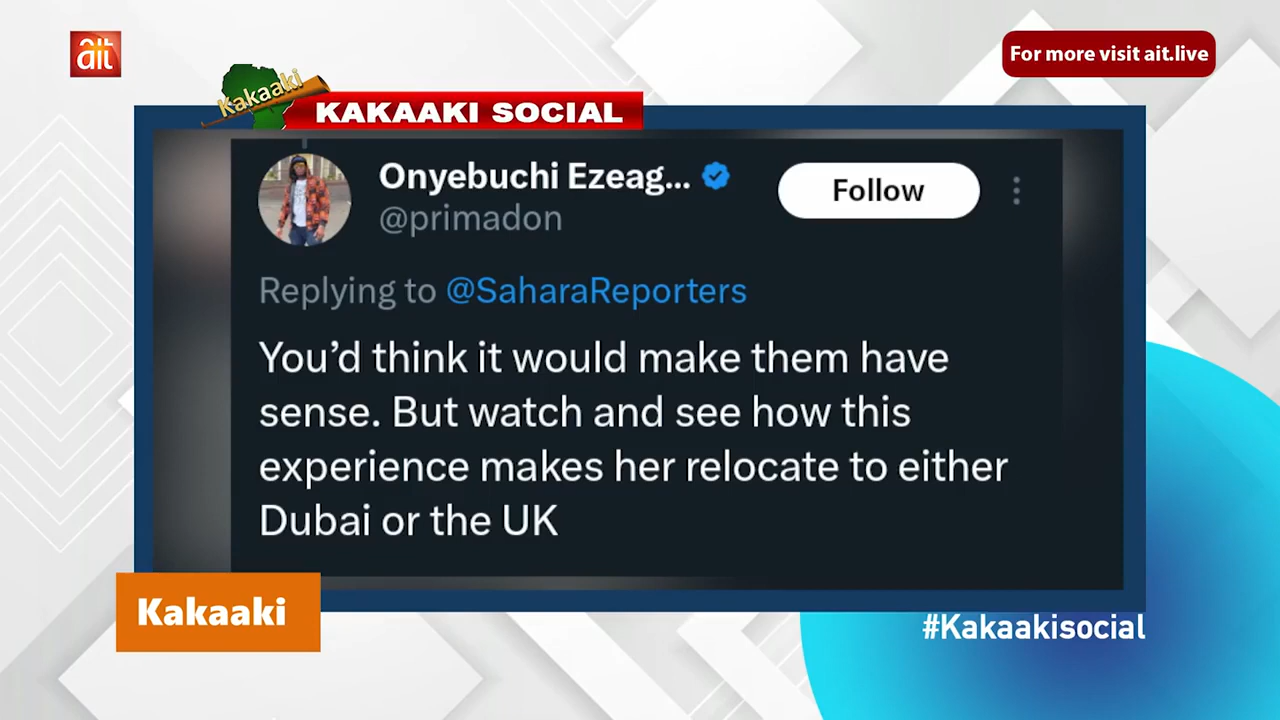 ait
For more visit ait.live
Kakaaki
KAKAAKI SOCIAL
Onyebuchi Ezeag...
Follow
@primadon
Replying to @SaharaReporters
You’d think it would make them have
sense. But watch and see how this
experience makes her relocate to either
Dubai or the UK
Kakaaki
#Kakaakisocial